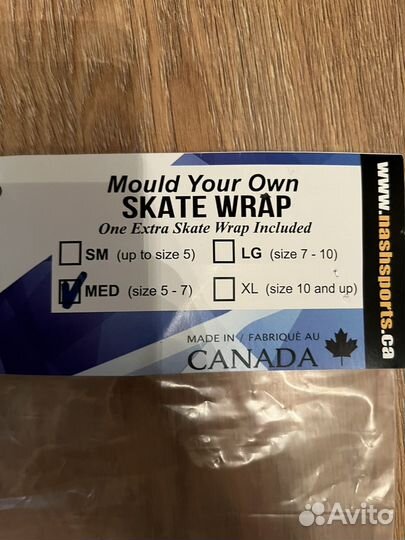 Mould Your Own
SKATE WRAP
One Extra Skate Wrap Included
SM (up to size 5) LG (size 7 - 10)
MED (size 5 - 7) XL (size 10 and up)
MADE IN / FABRIQUÉ AU
CANADA
www.nashsports.ca
Avito